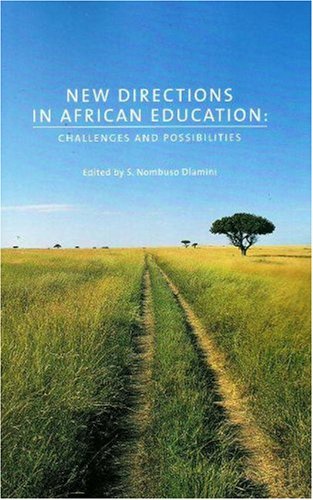 NEW DIRECTIONS
IN AFRICAN EDUCATION:
CHALLENGES AND POSSIBILITIES
Edited by S. Nombuso Dlamini